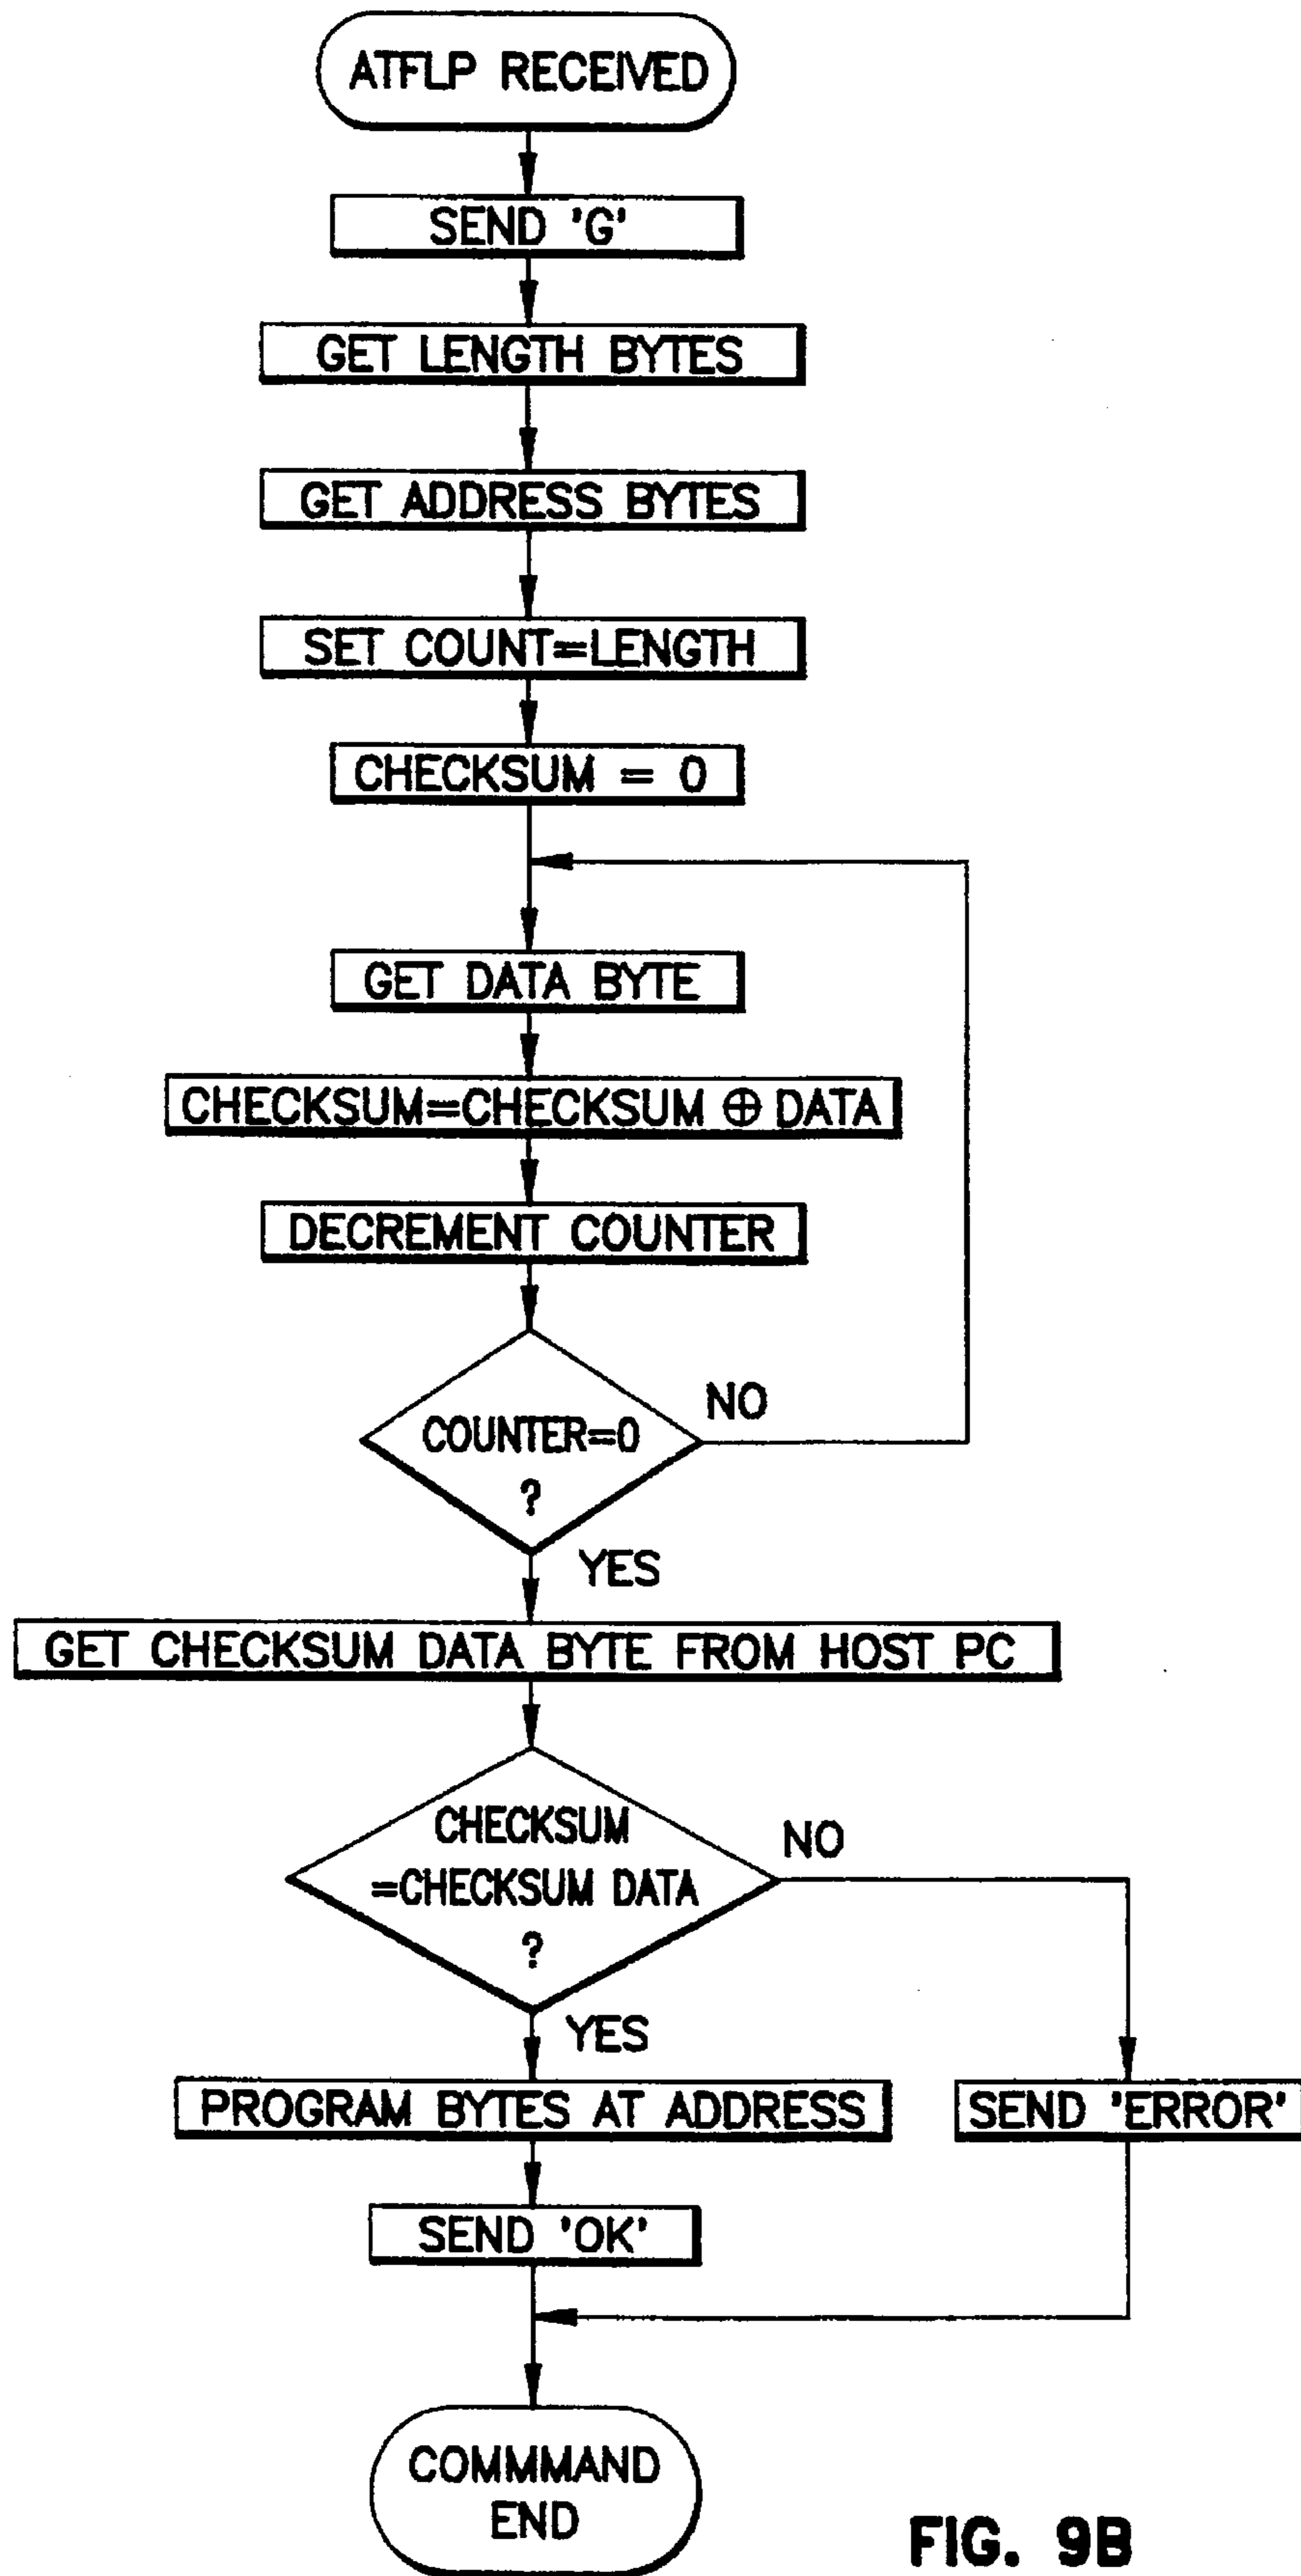 ATFLP RECEIVED
SEND 'G'
GET LENGTH BYTES
GET ADDRESS BYTES
SET COUNT=LENGTH
CHECKSUM = 0
GET DATA BYTE
CHECKSUM=CHECKSUM ⊕ DATA
DECREMENT COUNTER
NO
COUNTER=0
?
YES
GET CHECKSUM DATA BYTE FROM HOST PC
CHECKSUM
NO
=CHECKSUM DATA
?
YES
PROGRAM BYTES AT ADDRESS
SEND 'ERROR'
SEND 'OK'
COMMMAND
END
FIG. 9B